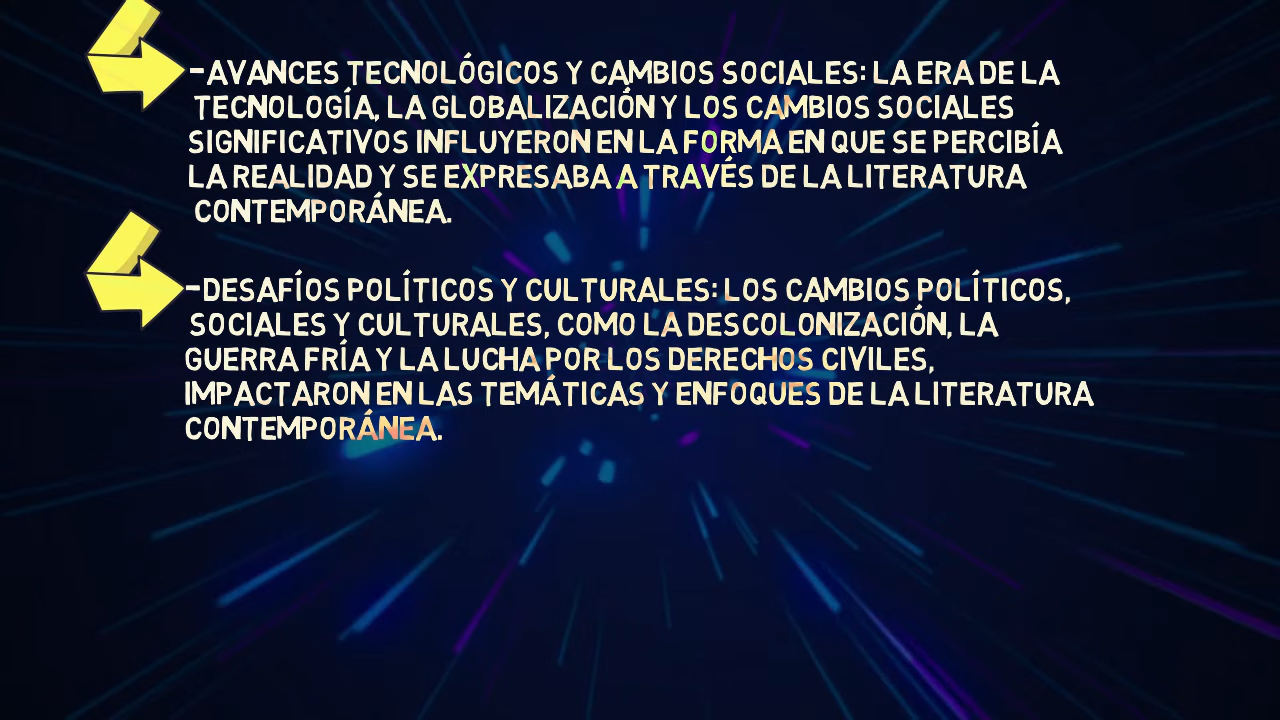 -AVANCES TECNOLÓGICOS Y CAMBIOS SOCIALES: LA ERA DE LA
TECNOLOGÍA, LA GLOBALIZACIÓN Y LOS CAMBIOS SOCIALES
SIGNIFICATIVOS INFLUYERON EN LA FORMA EN QUE SE PERCIBÍA
LA REALIDAD Y SE EXPRESABA A TRAVÉS DE LA LITERATURA
CONTEMPORÁNEA.
-DESAFÍOS POLÍTICOS Y CULTURALES: LOS CAMBIOS POLÍTICOS,
SOCIALES Y CULTURALES, COMO LA DESCOLONIZACIÓN, LA
GUERRA FRÍA Y LA LUCHA POR LOS DERECHOS CIVILES,
IMPACTARON EN LAS TEMÁTICAS Y ENFOQUES DE LA LITERATURA
CONTEMPORÁNEA.